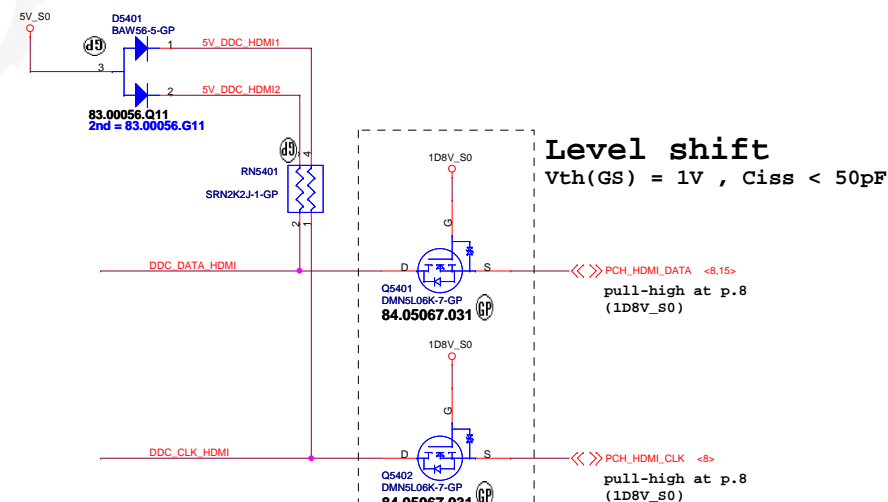 5V_S0
D5401
BAW56-5-GP
GP
1
5V_DDC_HDMI1
3
2
5V_DDC_HDMI2
83.00056.Q11
2nd = 83.00056.G11
GP
4
RN5401
SRN2K2J-1-GP
2
1
1D8V_S0
Level shift
Vth(GS) = 1V , Ciss < 50pF
G
DDC_DATA_HDMI
D
S
PCH_HDMI_DATA <8,15>
Q5401
DMN5L06K-7-GP
84.05067.031
GP
pull-high at p.8
(1D8V_S0)
1D8V_S0
G
DDC_CLK_HDMI
D
S
PCH_HDMI_CLK <8>
Q5402
DMN5L06K-7-GP
84.05067.031
GP
pull-high at p.8
(1D8V_S0)